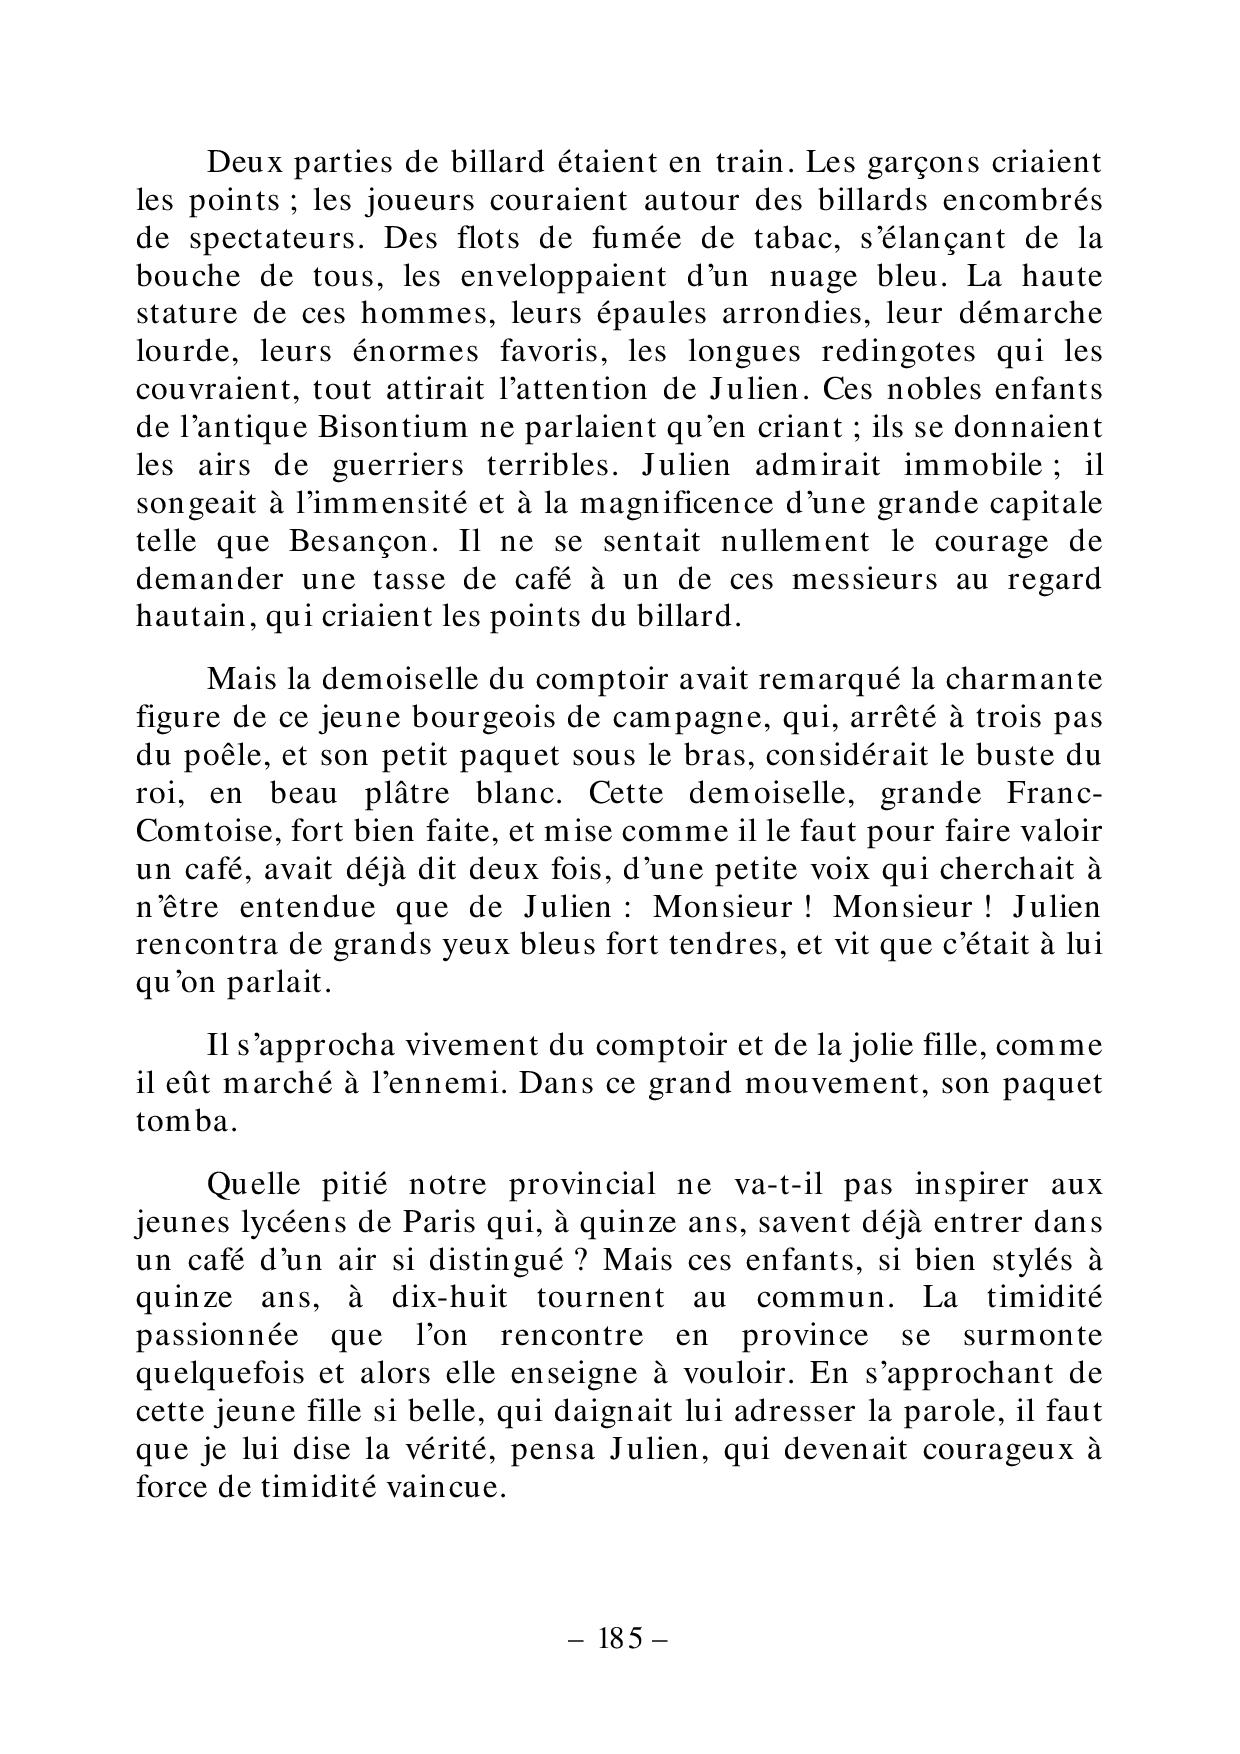 Deux parties de billard étaient en train. Les garçons criaient
les points ; les joueurs couraient autour des billards encombrés
de spectateurs. Des flots de fumée de tabac, s’élançant de la
bouche de tous, les enveloppaient d’un nuage bleu. La haute
stature de ces hommes, leurs épaules arrondies, leur démarche
lourde, leurs énormes favoris, les longues redingotes qui les
couvraient, tout attirait l’attention de Julien. Ces nobles enfants
de l’antique Bisontium ne parlaient qu’en criant ; ils se donnaient
les airs de guerriers terribles. Julien admirait immobile ; il
songeait à l’immensité et à la magnificence d’une grande capitale
telle que Besançon. Il ne se sentait nullement le courage de
demander une tasse de café à un de ces messieurs au regard
hautain, qui criaient les points du billard.
Mais la demoiselle du comptoir avait remarqué la charmante
figure de ce jeune bourgeois de campagne, qui, arrêté à trois pas
du poêle, et son petit paquet sous le bras, considérait le buste du
roi, en beau plâtre blanc. Cette demoiselle, grande Franc-
Comtoise, fort bien faite, et mise comme il le faut pour faire valoir
un café, avait déjà dit deux fois, d’une petite voix qui cherchait à
n’être entendue que de Julien : Monsieur ! Monsieur ! Julien
rencontra de grands yeux bleus fort tendres, et vit que c’était à lui
qu’on parlait.
Il s’approcha vivement du comptoir et de la jolie fille, comme
il eût marché à l’ennemi. Dans ce grand mouvement, son paquet
tomba.
Quelle pitié notre provincial ne va-t-il pas inspirer aux
jeunes lycéens de Paris qui, à quinze ans, savent déjà entrer dans
un café d’un air si distingué ? Mais ces enfants, si bien stylés à
quinze ans, à dix-huit tournent au commun. La timidité
passionnée que l’on rencontre en province se surmonte
quelquefois et alors elle enseigne à vouloir. En s’approchant de
cette jeune fille si belle, qui daignait lui adresser la parole, il faut
que je lui dise la vérité, pensa Julien, qui devenait courageux à
force de timidité vaincue.
– 185 –